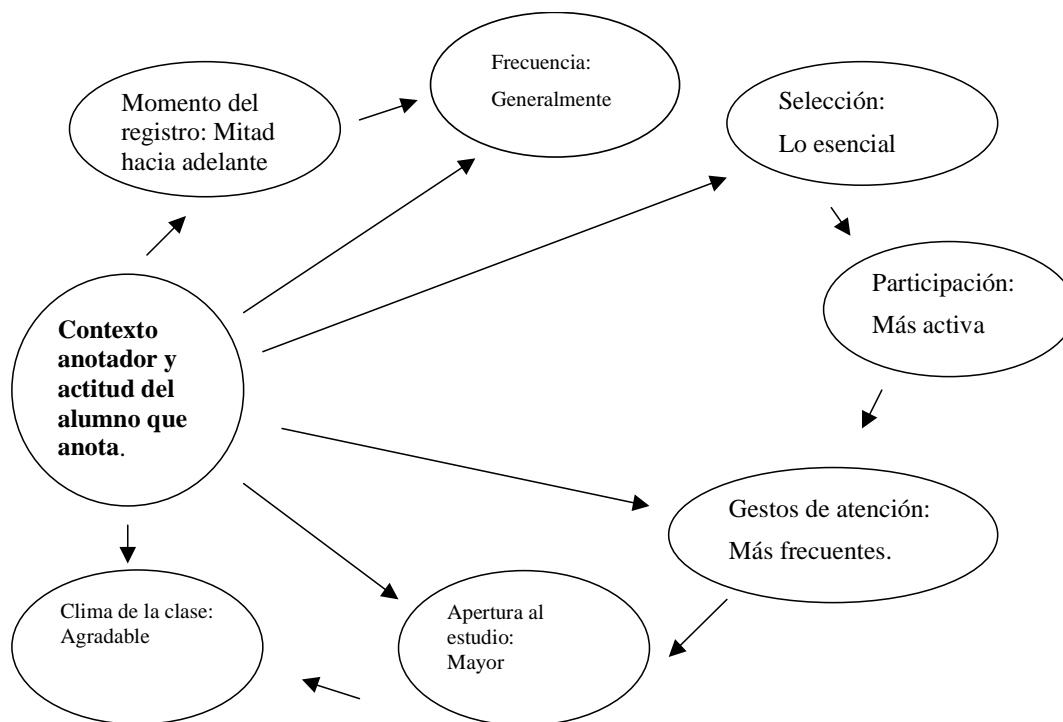 Momento del
registro: Mitad
hacia adelante
Frecuencia:
Generalmente
Selección:
Lo esencial
Participación:
Más activa
Contexto
anotador y
actitud del
alumno que
anota.
Gestos de atención:
Más frecuentes.
Apertura al
estudio:
Mayor
Clima de la clase:
Agradable